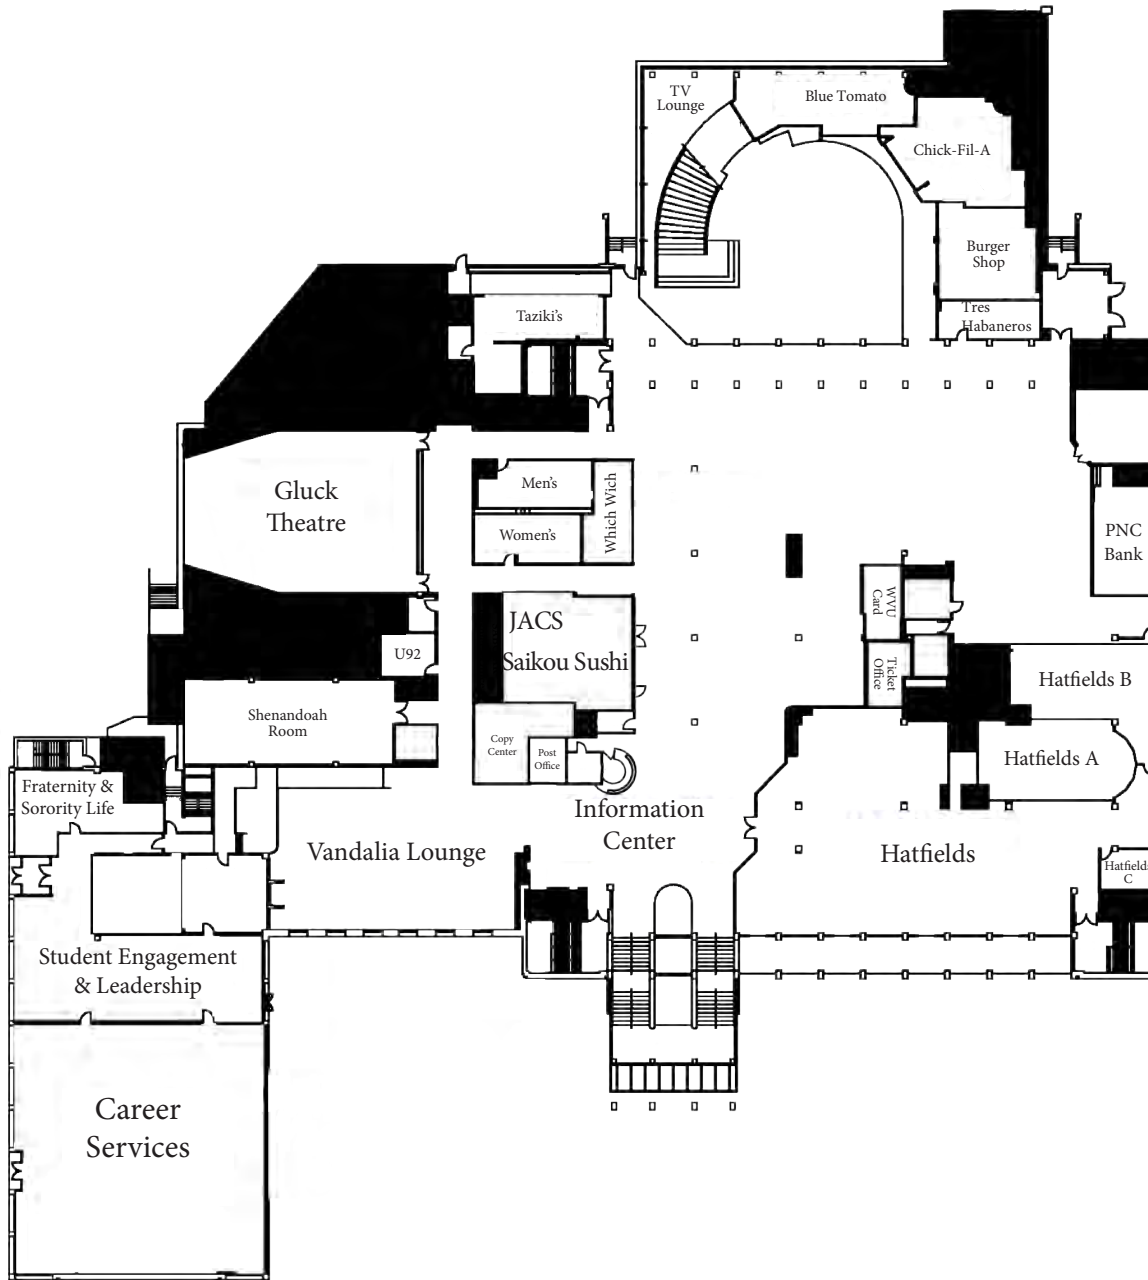 TV
Lounge
Blue Tomato
Chick-Fil-A
Burger
Shop
Tres
Habaneros
Taziki's
Gluck
Theatre
Men's
Women's
Which Wich
PNC
Bank
WVU
Card
JACS
Saikou Sushi
U92
Ticket
Office
Hatfields B
Shenandoah
Room
Copy
Center
Post
Office
Hatfields A
Fraternity &
Sorority Life
Information
Center
Vandalia Lounge
Hatfields
Hatfields
C
Student Engagement
& Leadership
Career
Services